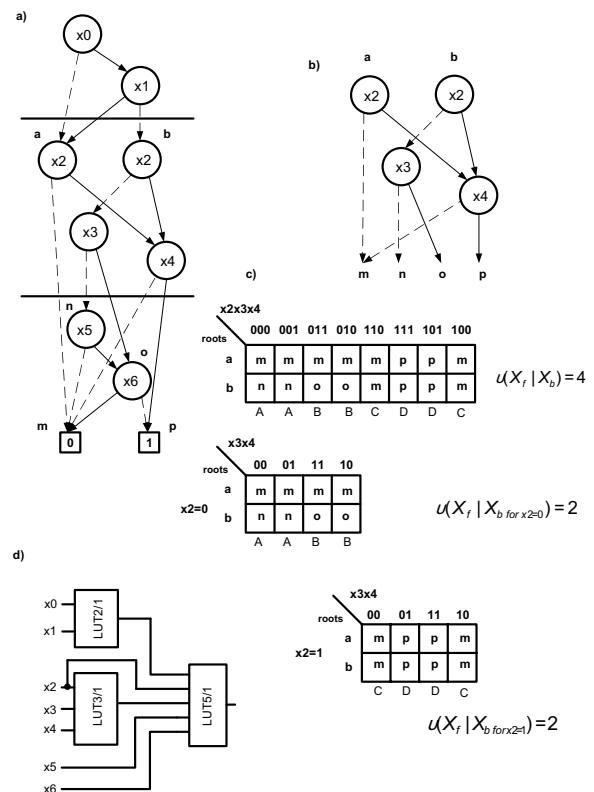 a)
x0
x1
a
b
x2
x2
x3
x4
n
x5
o
x6
m
0
1
p
b)
a
b
x2
x2
x3
x4
m n o p
c)
x2x3x4
roots
000 001 011 010 110 111 101 100
a m m m m m p p m
b n n o o m p p m
A A B B C D D C
u(X_f | X_b) = 4
x3x4
roots
00 01 11 10
x2=0
a m m m m
b n n o o
A A B B
u(X_f | X_{b for x2=0}) = 2
d)
x0
x1
LUT2/1
x2
x3
x4
LUT3/1
x5
x6
LUT5/1
x3x4
roots
00 01 11 10
x2=1
a m p p m
b m p p m
C D D C
u(X_f | X_{b for x2=1}) = 2